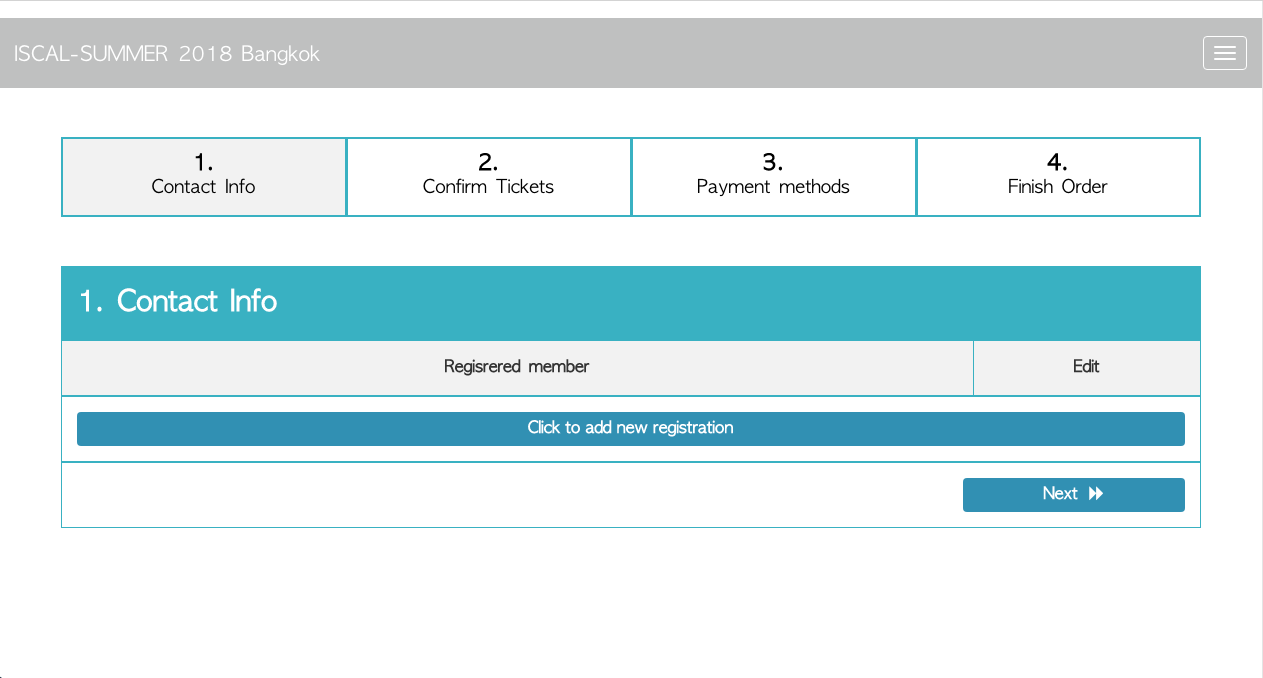 ISCAL-SUMMER 2018 Bangkok
1.
Contact Info
2.
Confirm Tickets
3.
Payment methods
4.
Finish Order
1. Contact Info
Regisrered member
Edit
Click to add new registration
Next